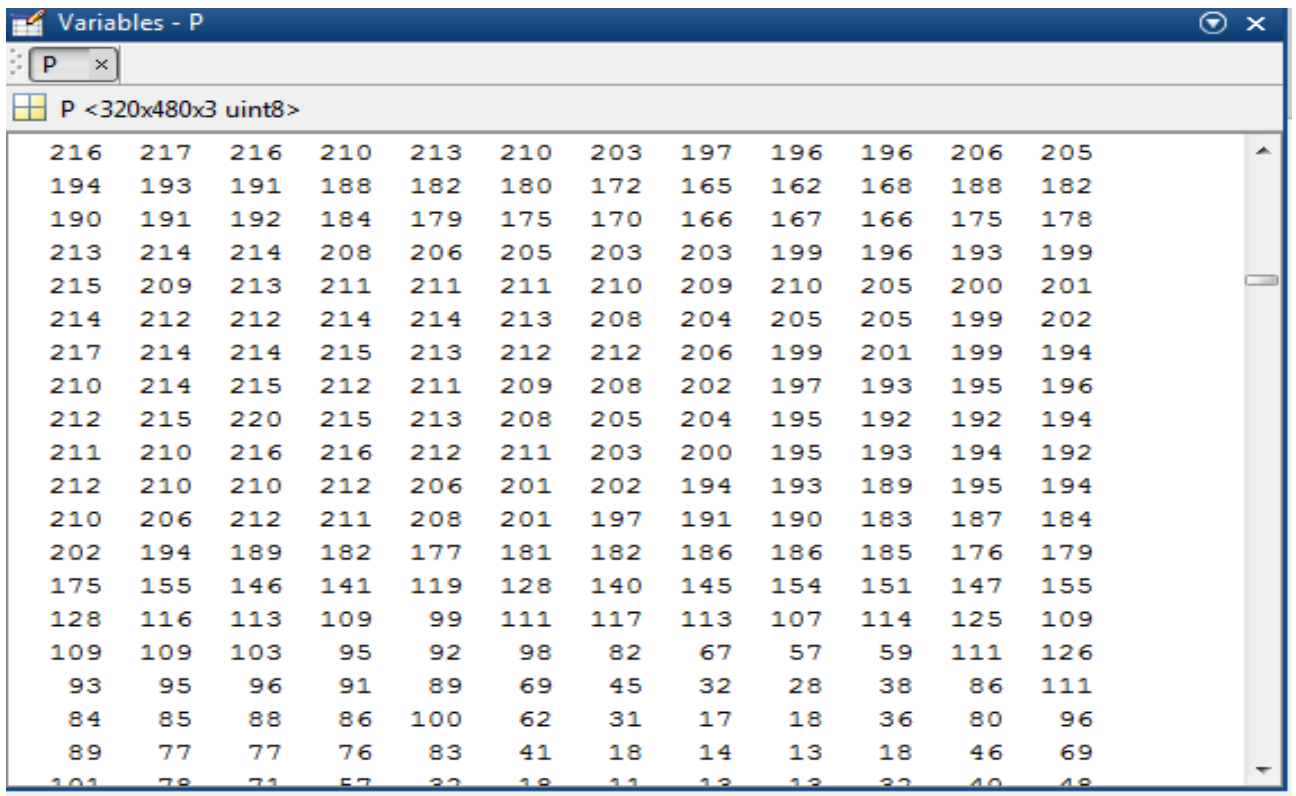 Variables - P
P
P <320x480x3 uint8>
216 217 216 210 213 210 203 197 196 196 206 205
194 193 191 188 182 180 172 165 162 168 188 182
190 191 192 184 179 175 170 166 167 166 175 178
213 214 214 208 206 205 203 203 199 196 193 199
215 209 213 211 211 211 210 209 210 205 200 201
214 212 212 214 214 213 208 204 205 205 199 202
217 214 214 215 213 212 212 206 199 201 199 194
210 214 215 212 211 209 208 202 197 193 195 196
212 215 220 215 213 208 205 204 195 192 192 194
211 210 216 216 212 211 203 200 195 193 194 192
212 210 210 212 206 201 202 194 193 189 195 194
210 206 212 211 208 201 197 191 190 183 187 184
202 194 189 182 177 181 182 186 186 185 176 179
175 155 146 141 119 128 140 145 154 151 147 155
128 116 113 109 99 111 117 113 107 114 125 109
109 109 103 95 92 98 82 67 57 59 111 126
93 95 96 91 89 69 45 32 28 38 86 111
84 85 88 86 100 62 31 17 18 36 80 96
89 77 77 76 83 41 18 14 13 18 46 69